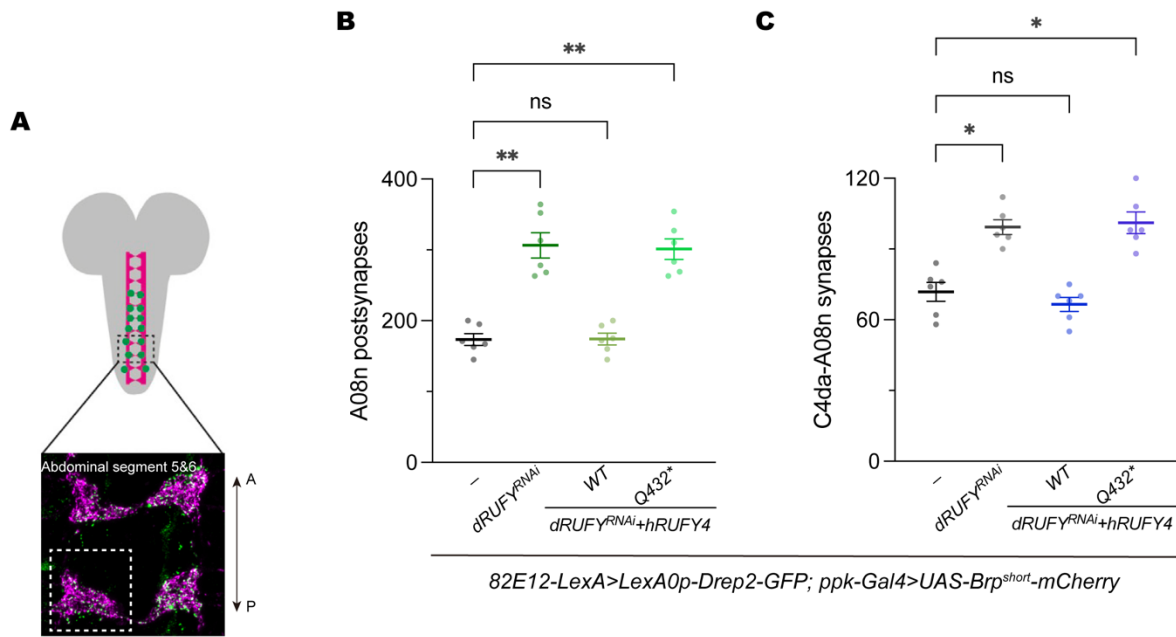 A
Abdominal segment 5&6
A
P
B
**
ns
**
A08n postsynapses
400
200
0
–
dRUFY^RNAi
WT
Q432*
dRUFY^RNAi+hRUFY4
C
*
ns
*
C4da-A08n synapses
120
60
0
–
dRUFY^RNAi
WT
Q432*
dRUFY^RNAi+hRUFY4
82E12-LexA>LexA0p-Drep2-GFP; ppk-Gal4>UAS-Brp^short-mCherry